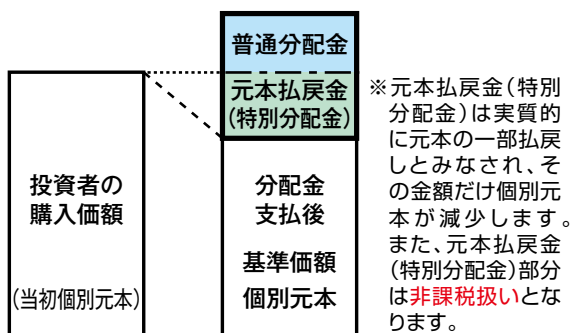 普通分配金
元本払戻金
(特別分配金)
投資者の
購入価額
(当初個別元本)
分配金
支払後
基準価額
個別元本
※元本払戻金(特別
分配金)は実質的
に元本の一部払戻
しとみなされ、そ
の金額だけ個別元
本が減少します。
また、元本払戻金
(特別分配金)部分
は非課税扱いとな
ります。